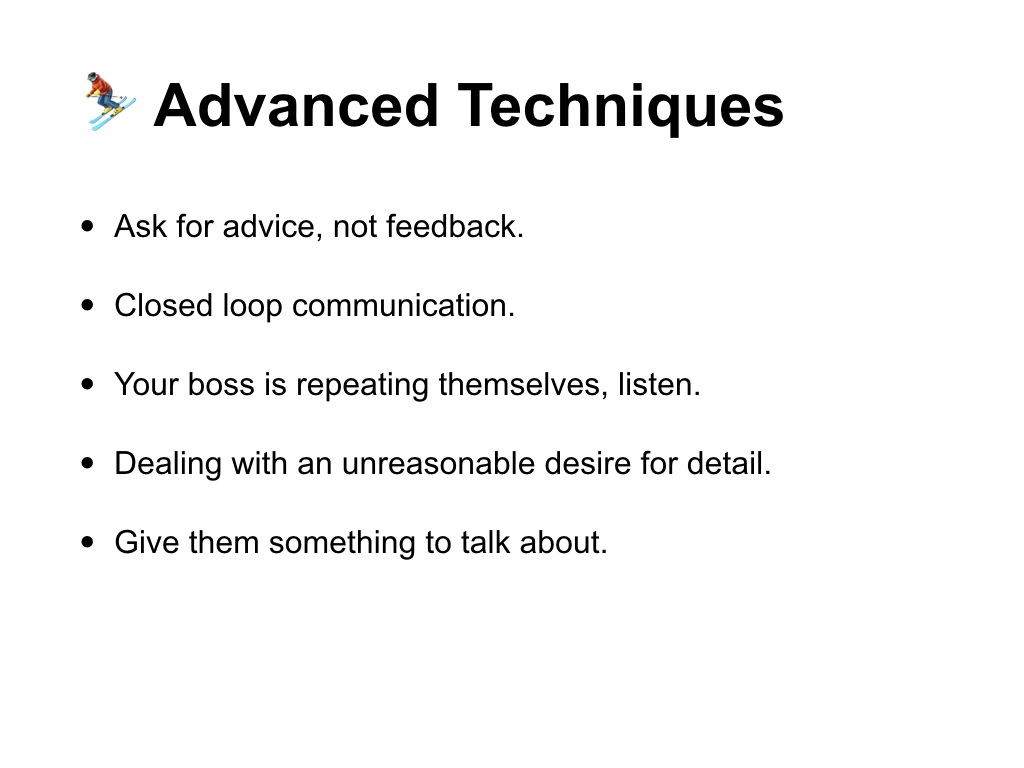 ⛷️ Advanced Techniques
• Ask for advice, not feedback.
• Closed loop communication.
• Your boss is repeating themselves, listen.
• Dealing with an unreasonable desire for detail.
• Give them something to talk about.